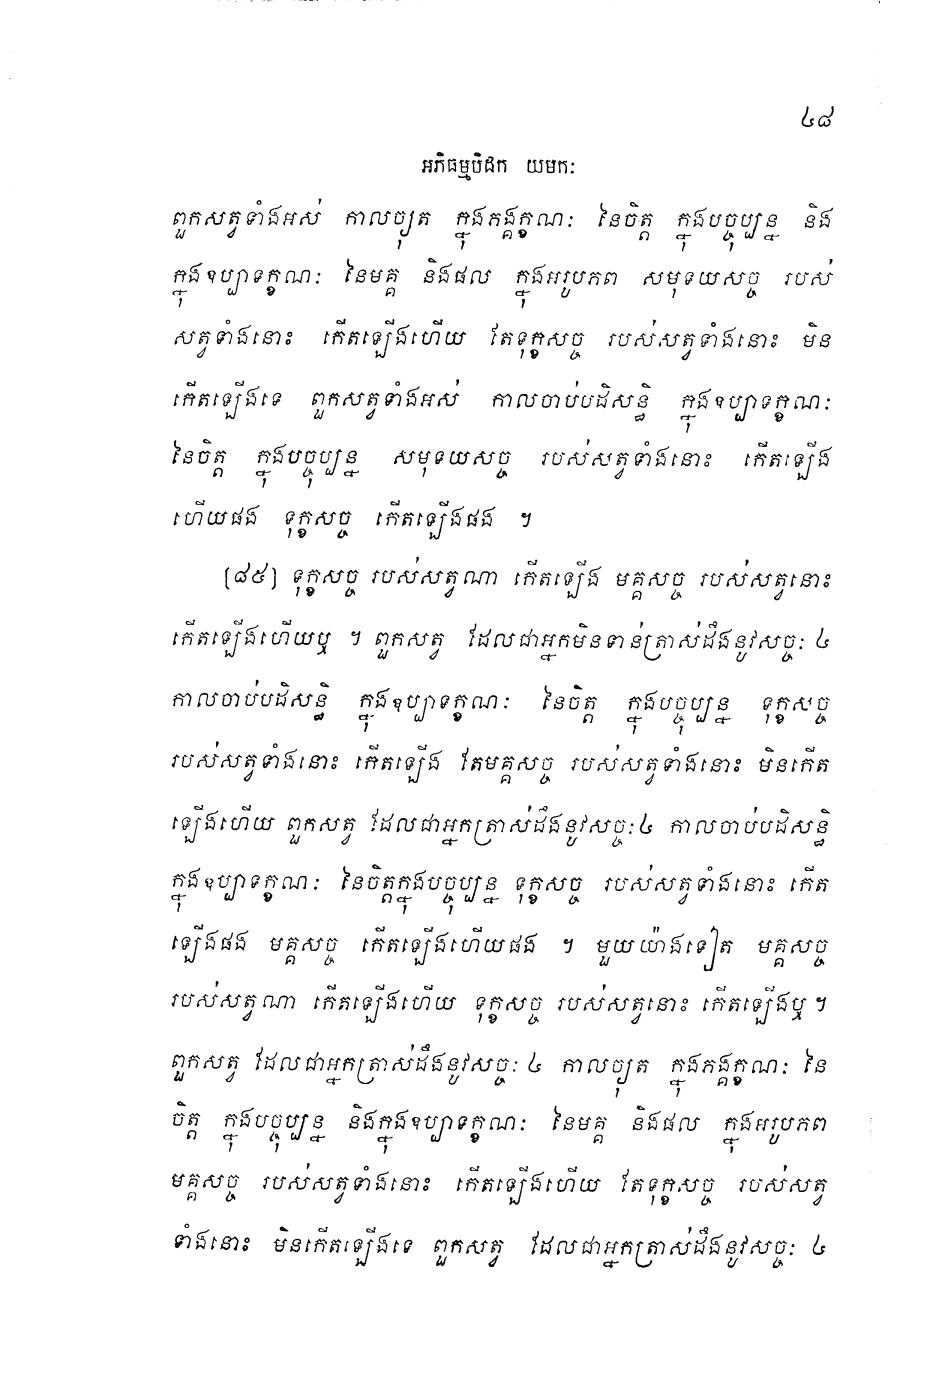 ៤៨
អភិធម្មបិដក យមកៈ
ពួកសត្វទាំងអស់ កាលច្យុត ក្នុងភង្គក្ខណៈ នៃចិត្ត ក្នុងបច្ចុប្បន្ន និង
ក្នុងឧប្បាទក្ខណៈ នៃមគ្គ និងផល ក្នុងអរូបភព សមុទយសច្ច របស់
សត្វទាំងនោះ កើតឡើងហើយ តែទុក្ខសច្ច របស់សត្វទាំងនោះ មិន
កើតឡើងទេ ពួកសត្វទាំងអស់ កាលចាប់បដិសន្ធិ ក្នុងឧប្បាទក្ខណៈ
នៃចិត្ត ក្នុងបច្ចុប្បន្ន សមុទយសច្ច របស់សត្វទាំងនោះ កើតឡើង
ហើយផង ទុក្ខសច្ច កើតឡើងផង ។
[៨៥] ទុក្ខសច្ច របស់សត្វណា កើតឡើង មគ្គសច្ច របស់សត្វនោះ
កើតឡើងហើយឬ ។ ពួកសត្វ ដែលជាអ្នកមិនទាន់ត្រាស់ដឹងនូវសច្ចៈ ៤
កាលចាប់បដិសន្ធិ ក្នុងឧប្បាទក្ខណៈ នៃចិត្ត ក្នុងបច្ចុប្បន្ន ទុក្ខសច្ច
របស់សត្វទាំងនោះ កើតឡើង តែមគ្គសច្ច របស់សត្វទាំងនោះ មិនកើត
ឡើងហើយ ពួកសត្វ ដែលជាអ្នកត្រាស់ដឹងនូវសច្ចៈ ៤ កាលចាប់បដិសន្ធិ
ក្នុងឧប្បាទក្ខណៈ នៃចិត្តក្នុងបច្ចុប្បន្ន ទុក្ខសច្ច របស់សត្វទាំងនោះ កើត
ឡើងផង មគ្គសច្ច កើតឡើងហើយផង ។ មួយយ៉ាងទៀត មគ្គសច្ច
របស់សត្វណា កើតឡើងហើយ ទុក្ខសច្ច របស់សត្វនោះ កើតឡើងឬ ។
ពួកសត្វ ដែលជាអ្នកត្រាស់ដឹងនូវសច្ចៈ ៤ កាលច្យុត ក្នុងភង្គក្ខណៈ នៃ
ចិត្ត ក្នុងបច្ចុប្បន្ន និងក្នុងឧប្បាទក្ខណៈ នៃមគ្គ និងផល ក្នុងអរូបភព
មគ្គសច្ច របស់សត្វទាំងនោះ កើតឡើងហើយ តែទុក្ខសច្ច របស់សត្វ
ទាំងនោះ មិនកើតឡើងទេ ពួកសត្វ ដែលជាអ្នកត្រាស់ដឹងនូវសច្ចៈ ៤